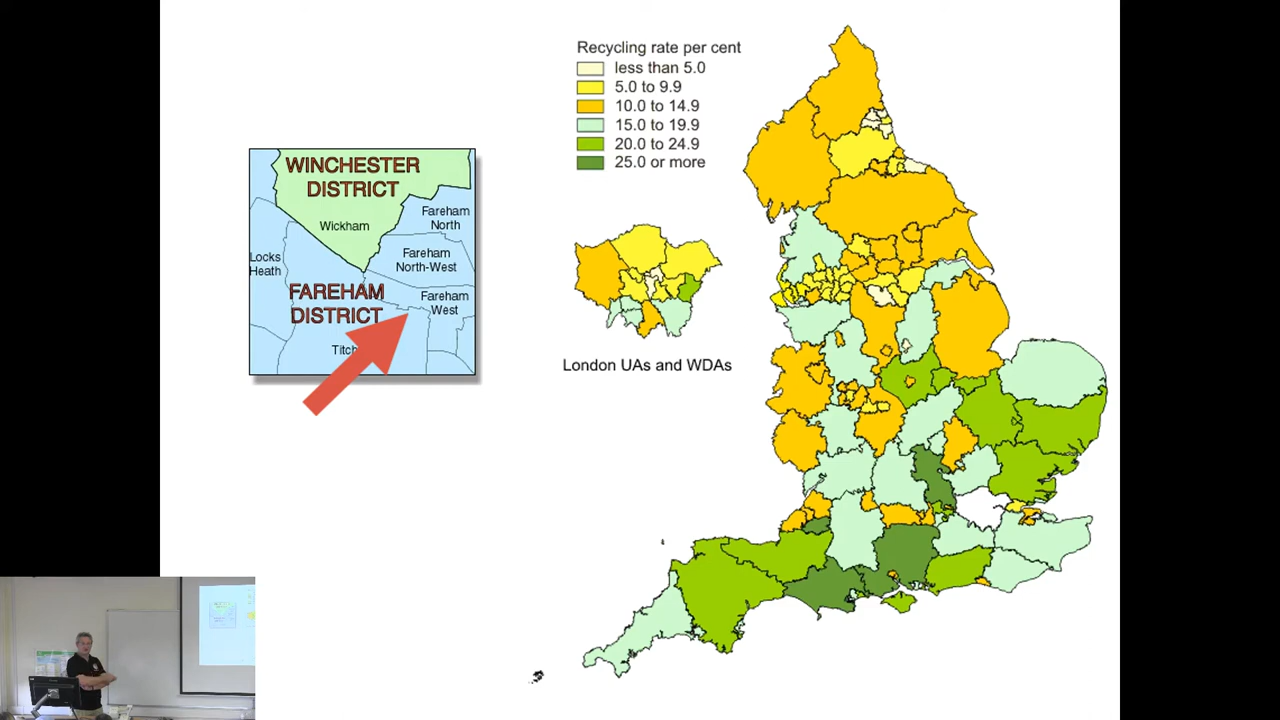 Recycling rate per cent
less than 5.0
5.0 to 9.9
10.0 to 14.9
15.0 to 19.9
20.0 to 24.9
25.0 or more
WINCHESTER
DISTRICT
Wickham
Fareham
North
Fareham
North-West
Locks
Heath
FAREHAM
DISTRICT
Fareham
West
Titch
London UAs and WDAs